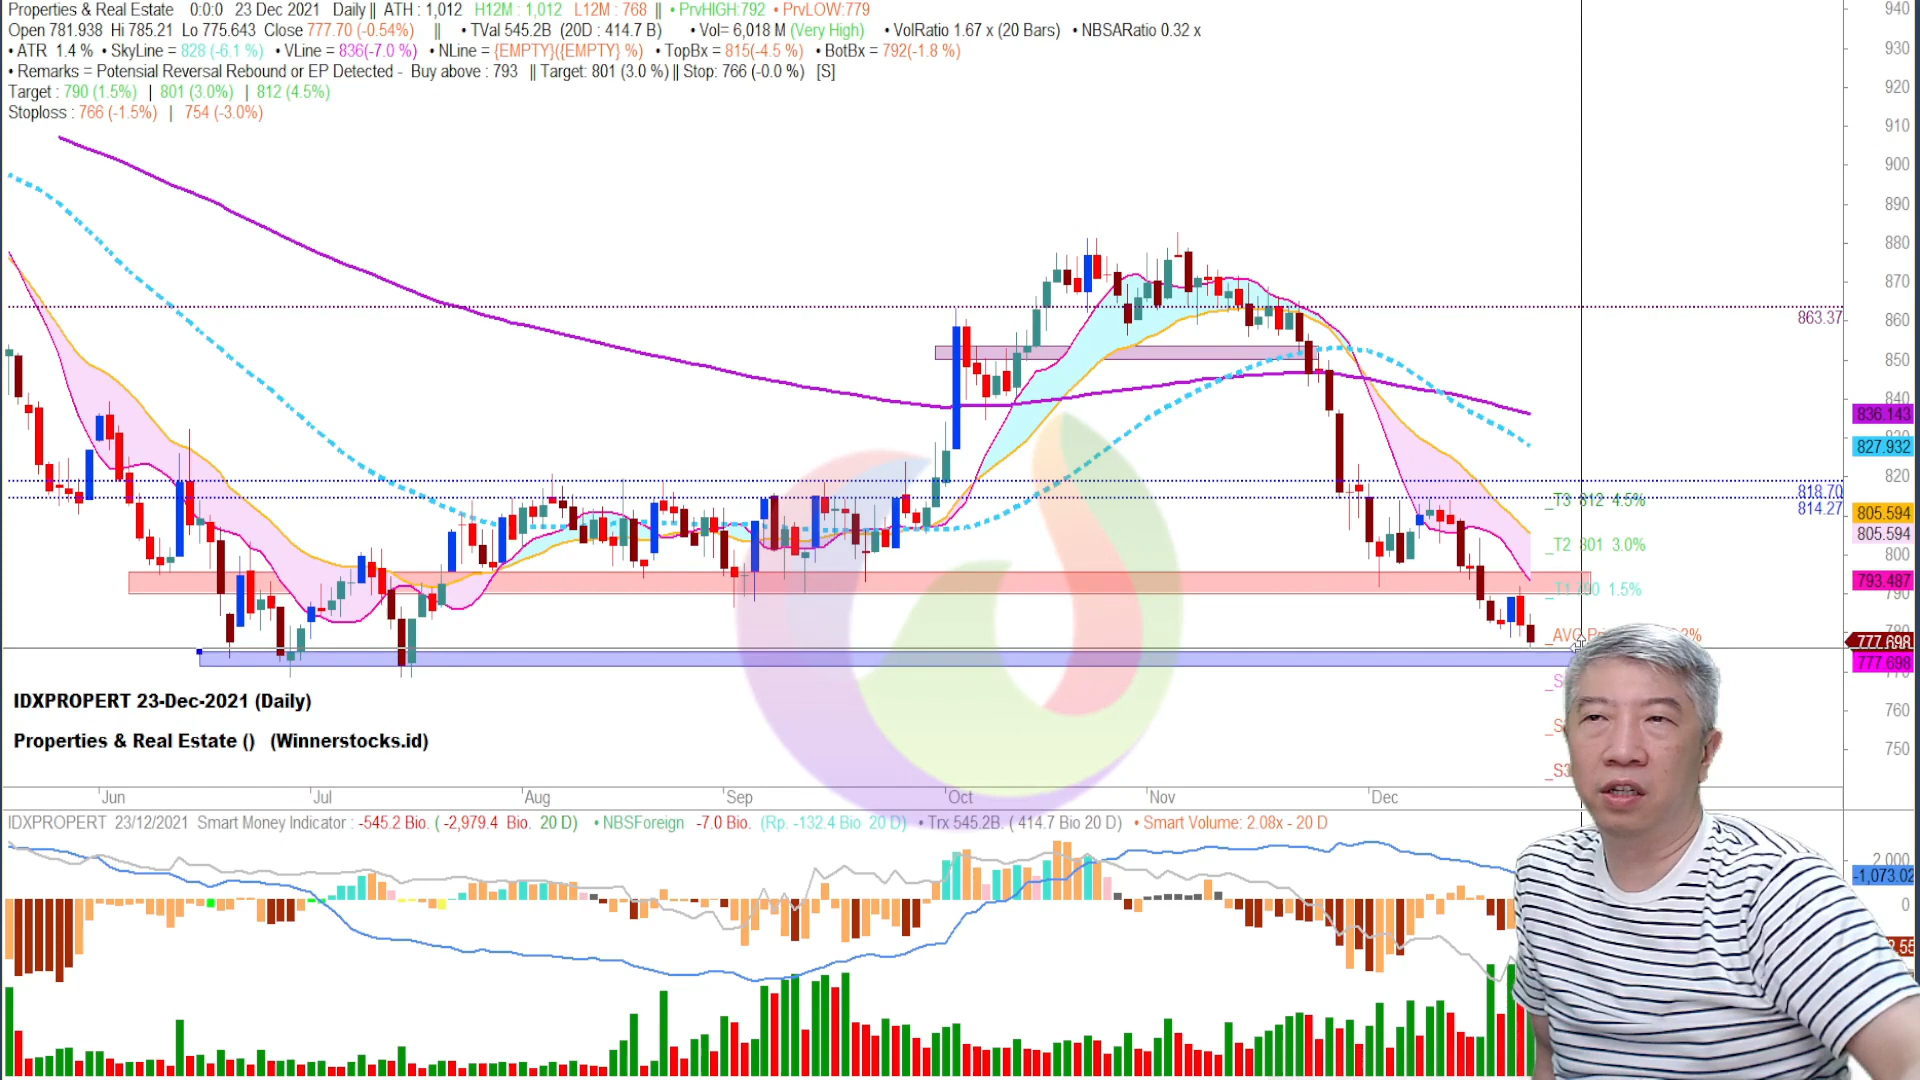 Properties & Real Estate 0:0:0 23 Dec 2021 Daily || ATH : 1,012 H12M : 1,012 L12M : 768 || • PrvHIGH:792 • PrvLOW:779
Open 781.938 Hi 785.21 Lo 775.643 Close 777.70 (-0.54%) || • TVal 545.2B (20D : 414.7 B) • Vol= 6,018 M (Very High) • VolRatio 1.67 x (20 Bars) • NBSARatio 0.32 x
• ATR 1.4 % • SkyLine = 828 (-6.1 %) • VLine = 836(-7.0 %) • NLine = {EMPTY}({EMPTY} %) • TopBx = 815(-4.5 %) • BotBx = 792(-1.8 %)
• Remarks = Potensial Reversal Rebound or EP Detected - Buy above : 793 || Target: 801 (3.0 %) || Stop: 766 (-0.0 %) [S]
Target : 790 (1.5%) | 801 (3.0%) | 812 (4.5%)
Stoploss : 766 (-1.5%) | 754 (-3.0%)
940
930
920
910
900
890
880
870
863.37
860
850
840
836.143
827.932
820
818.70
_T3 812 4.5%
814.27
805.594
805.594
_T2 801 3.0%
800
793.487
_T1 790 1.5%
790
777.698
777.698
760
750
IDXPROPERT 23-Dec-2021 (Daily)
Properties & Real Estate () (Winnerstocks.id)
Jun Jul Aug Sep Oct Nov Dec
IDXPROPERT 23/12/2021 Smart Money Indicator : -545.2 Bio. ( -2,979.4 Bio. 20 D) • NBSForeign -7.0 Bio. (Rp. -132.4 Bio 20 D) • Trx 545.2B. ( 414.7 Bio 20 D) • Smart Volume: 2.08x - 20 D
2,000
-1,073.02
0